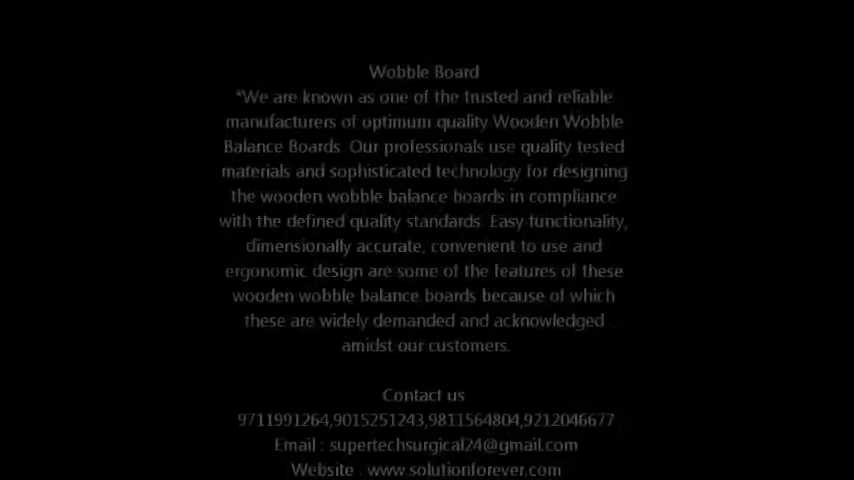 Wobble Board
"We are known as one of the trusted and reliable
manufacturers of optimum quality Wooden Wobble
Balance Boards. Our professionals use quality tested
materials and sophisticated technology for designing
the wooden wobble balance boards in compliance
with the defined quality standards. Easy functionality,
dimensionally accurate, convenient to use and
ergonomic design are some of the features of these
wooden wobble balance boards because of which
these are widely demanded and acknowledged
amidst our customers.
Contact us
9711991264,9015251243,9811564804,9212046677
Email : supertechsurgical24@gmail.com
Website : www.solutionforever.com